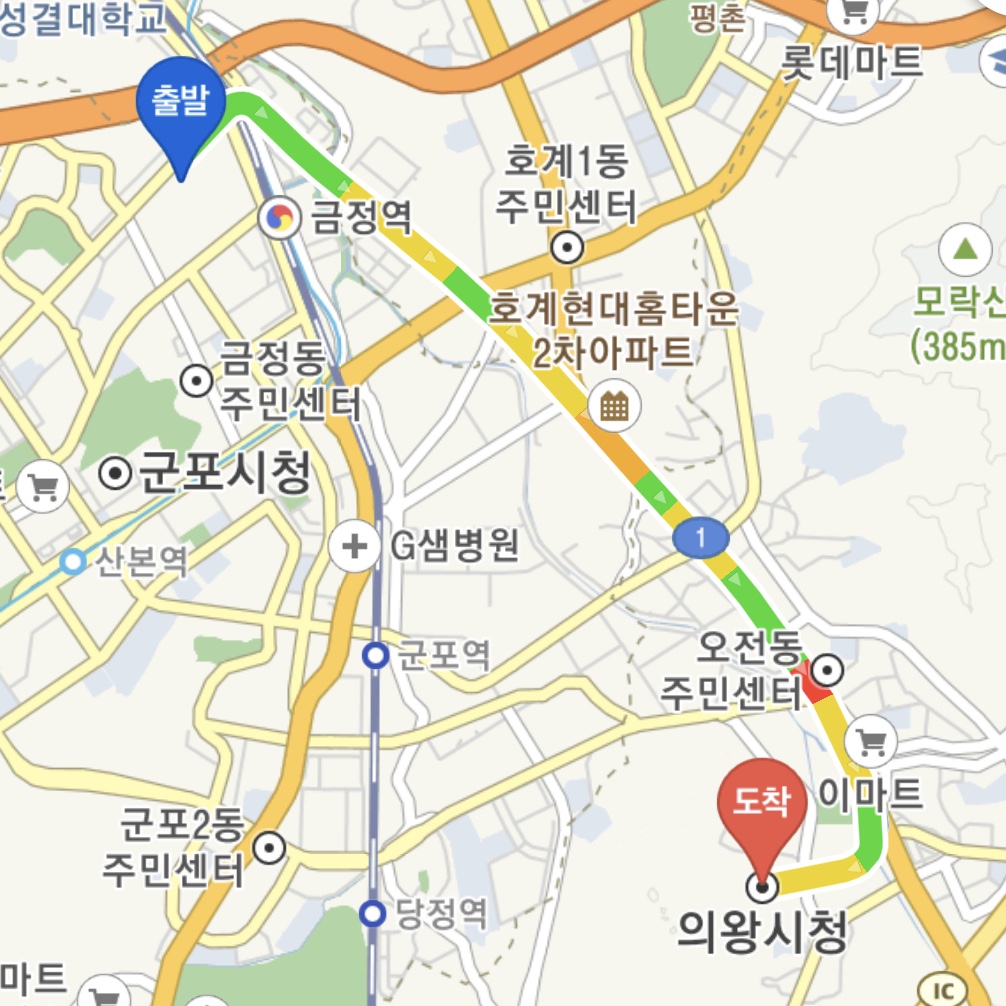 성결대학교
평촌
롯데마트
출발
호계1동
주민센터
금정역
모락산
(385m
호계현대홈타운
2차아파트
금정동
주민센터
군포시청
1
G샘병원
산본역
군포역
오전동
주민센터
도착
이마트
군포2동
주민센터
당정역
의왕시청
마트
IC